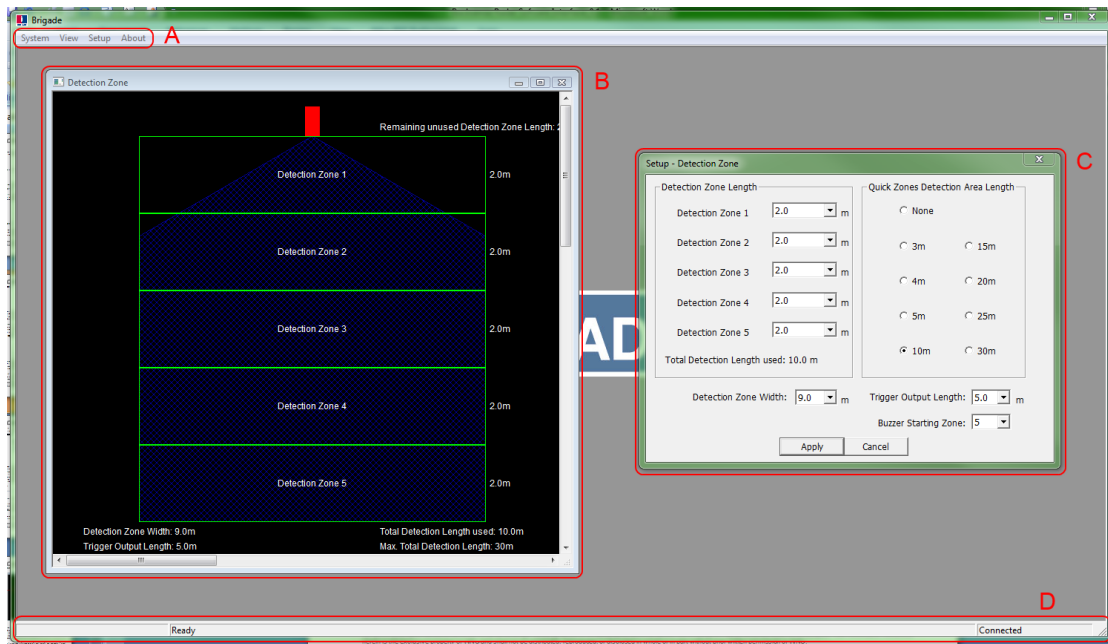 Brigade
System View Setup About
A
B
Detection Zone
Remaining unused Detection Zone Length:
Detection Zone 1
2.0m
Detection Zone 2
2.0m
Detection Zone 3
2.0m
Detection Zone 4
2.0m
Detection Zone 5
2.0m
Detection Zone Width: 9.0m
Total Detection Length used: 10.0m
Trigger Output Length: 5.0m
Max. Total Detection Length: 30m
AD
C
Setup - Detection Zone
Detection Zone Length
Detection Zone 1 2.0 m
Detection Zone 2 2.0 m
Detection Zone 3 2.0 m
Detection Zone 4 2.0 m
Detection Zone 5 2.0 m
Total Detection Length used: 10.0 m
Quick Zones Detection Area Length
None
3m 15m
4m 20m
5m 25m
10m 30m
Detection Zone Width: 9.0 m
Trigger Output Length: 5.0 m
Buzzer Starting Zone: 5
Apply Cancel
D
Ready
Connected